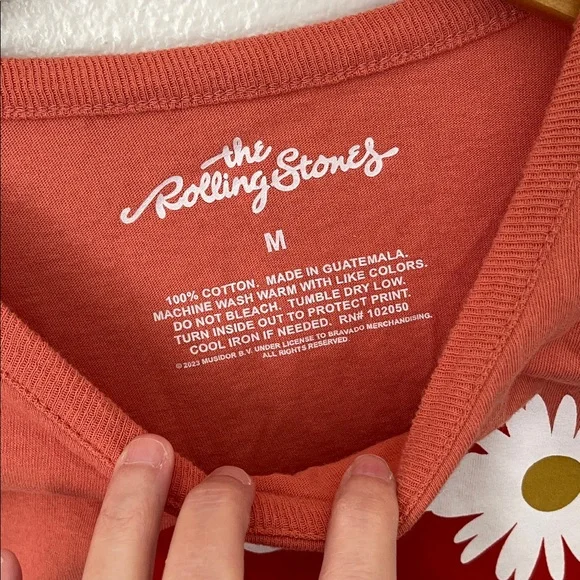 the
Rolling Stones
M
100% COTTON. MADE IN GUATEMALA.
MACHINE WASH WARM WITH LIKE COLORS.
DO NOT BLEACH. TUMBLE DRY LOW.
TURN INSIDE OUT TO PROTECT PRINT.
COOL IRON IF NEEDED. RN# 102050
© 2023 MUSIDOR B.V. UNDER LICENSE TO BRAVADO MERCHANDISING.
ALL RIGHTS RESERVED.